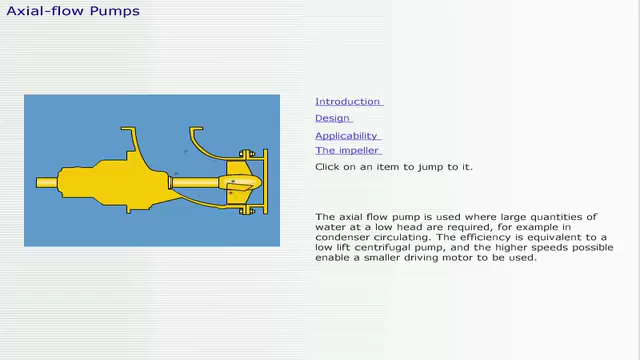 Axial-flow Pumps
Introduction
Design
Applicability
The impeller
Click on an item to jump to it.
The axial flow pump is used where large quantities of
water at a low head are required, for example in
condenser circulating. The efficiency is equivalent to a
low lift centrifugal pump, and the higher speeds possible
enable a smaller driving motor to be used.